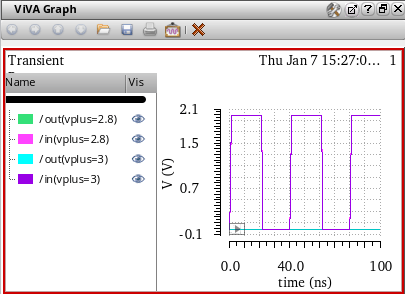 ViVA Graph
Transient
Thu Jan 7 15:27:0... 1
Name Vis
/out(vplus=2.8)
/in(vplus=2.8)
/out(vplus=3)
/in(vplus=3)
V (V)
2.1
1.5
0.7
-0.1
0.0 40.0 100
time (ns)